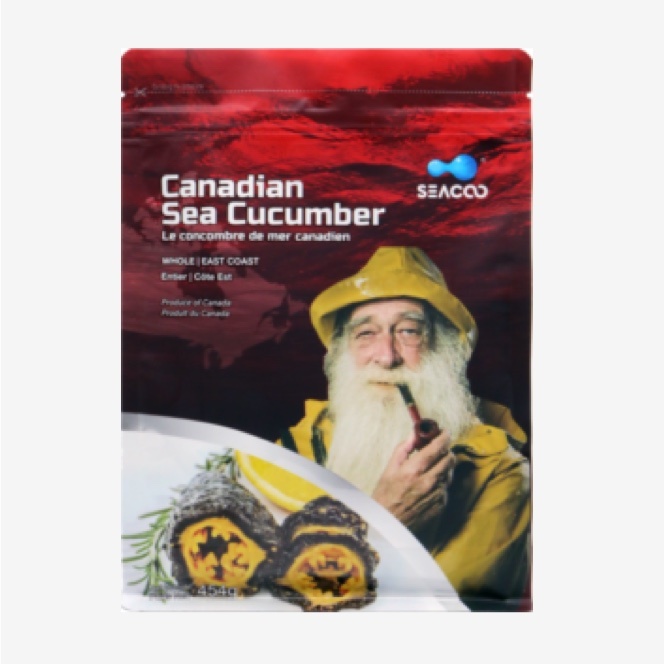 Canadian
Sea Cucumber
Le concombre de mer canadien
WHOLE | EAST COAST
Entier | Côte Est
Produce of Canada
Produit du Canada
SEACOO
454g